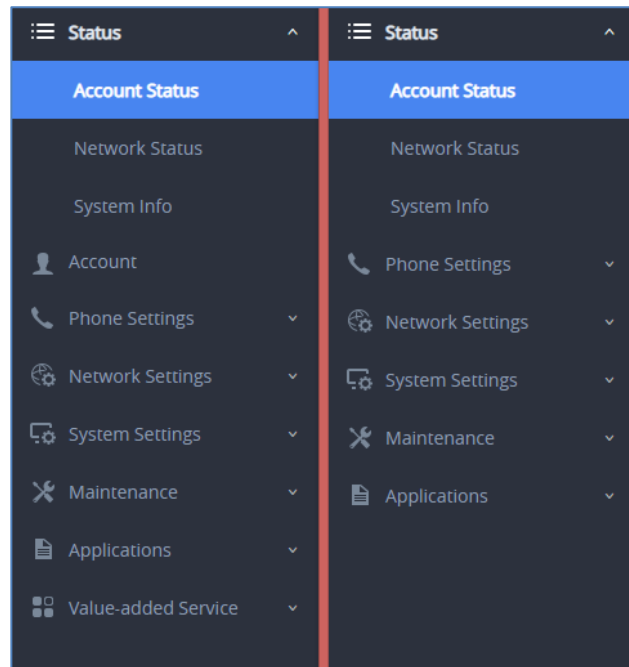 Status
Account Status
Network Status
System Info
Account
Phone Settings
Network Settings
System Settings
Maintenance
Applications
Value-added Service
Status
Account Status
Network Status
System Info
Phone Settings
Network Settings
System Settings
Maintenance
Applications